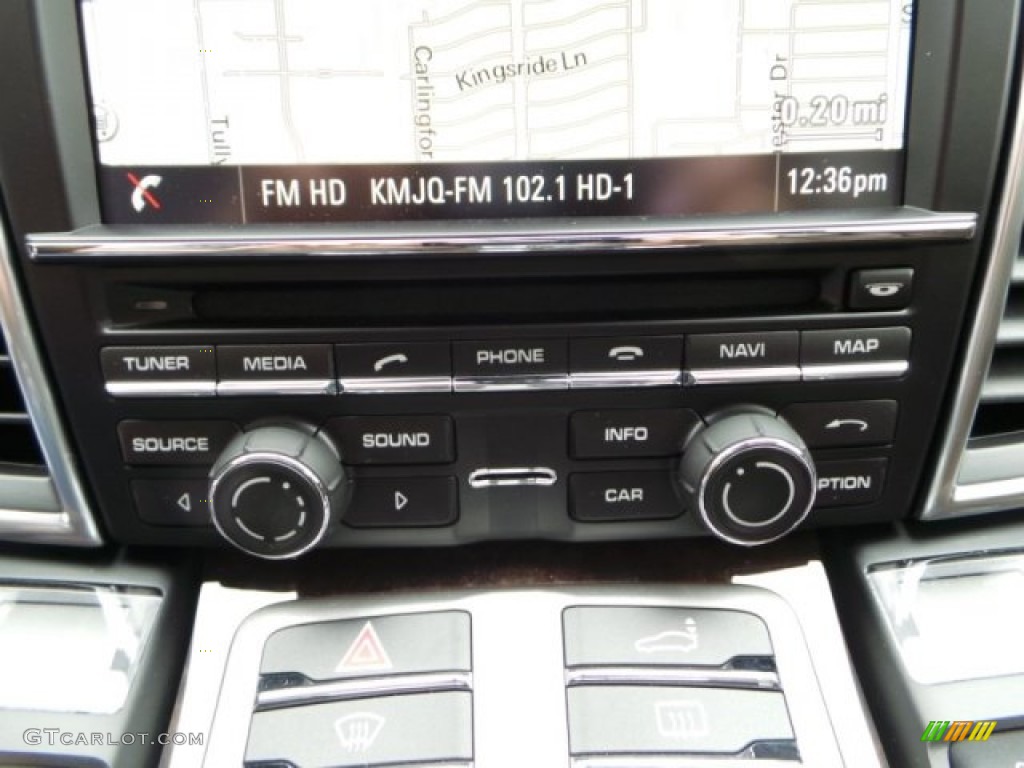 Kingsride Ln
Carlingfor
Tully
ester Dr
0.20 mi
FM HD KMJQ-FM 102.1 HD-1 12:36pm
TUNER MEDIA PHONE NAVI MAP
SOURCE SOUND INFO
CAR PTION
GTCARLOT.COM